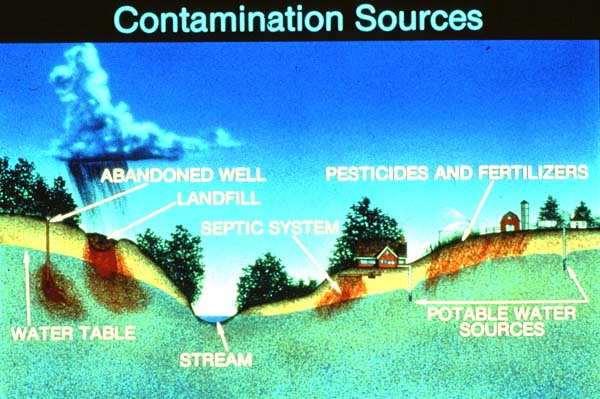 Contamination Sources
ABANDONED WELL
LANDFILL
PESTICIDES AND FERTILIZERS
SEPTIC SYSTEM
WATER TABLE
POTABLE WATER
SOURCES
STREAM